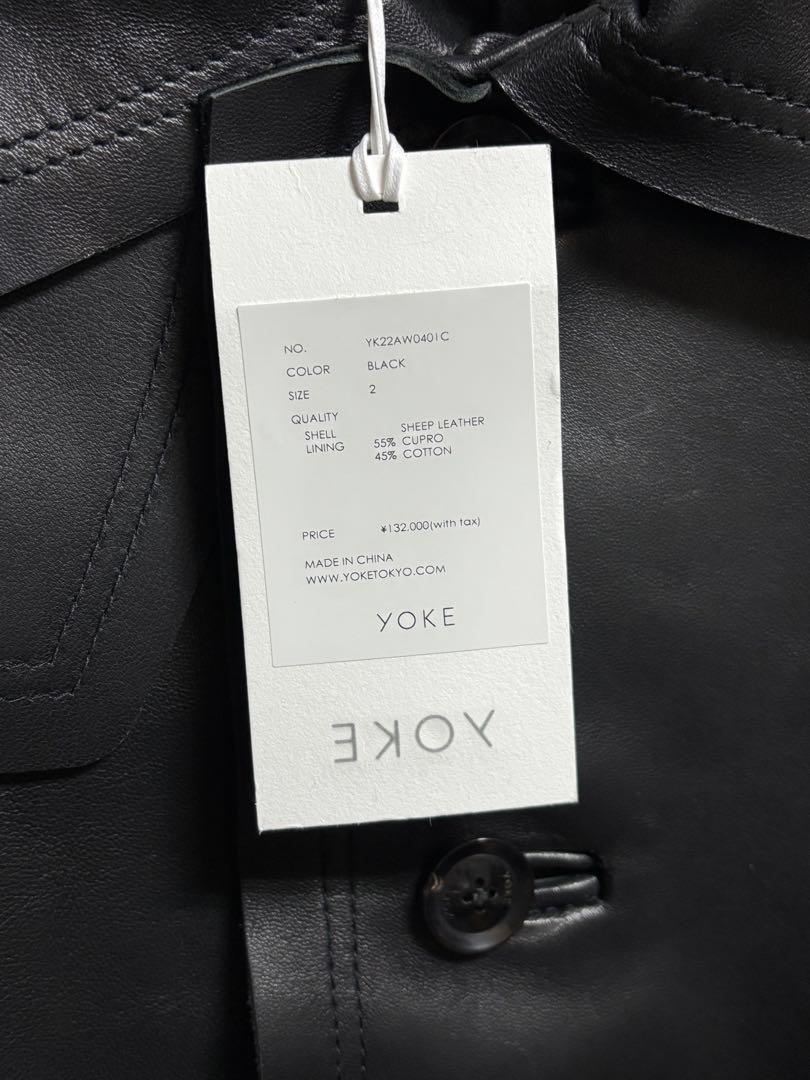 NO. YK22AW0401C
COLOR BLACK
SIZE 2
QUALITY
SHELL SHEEP LEATHER
LINING 55% CUPRO
45% COTTON
PRICE ¥132,000(with tax)
MADE IN CHINA
WWW.YOKETOKYO.COM
YOKE
YOKE